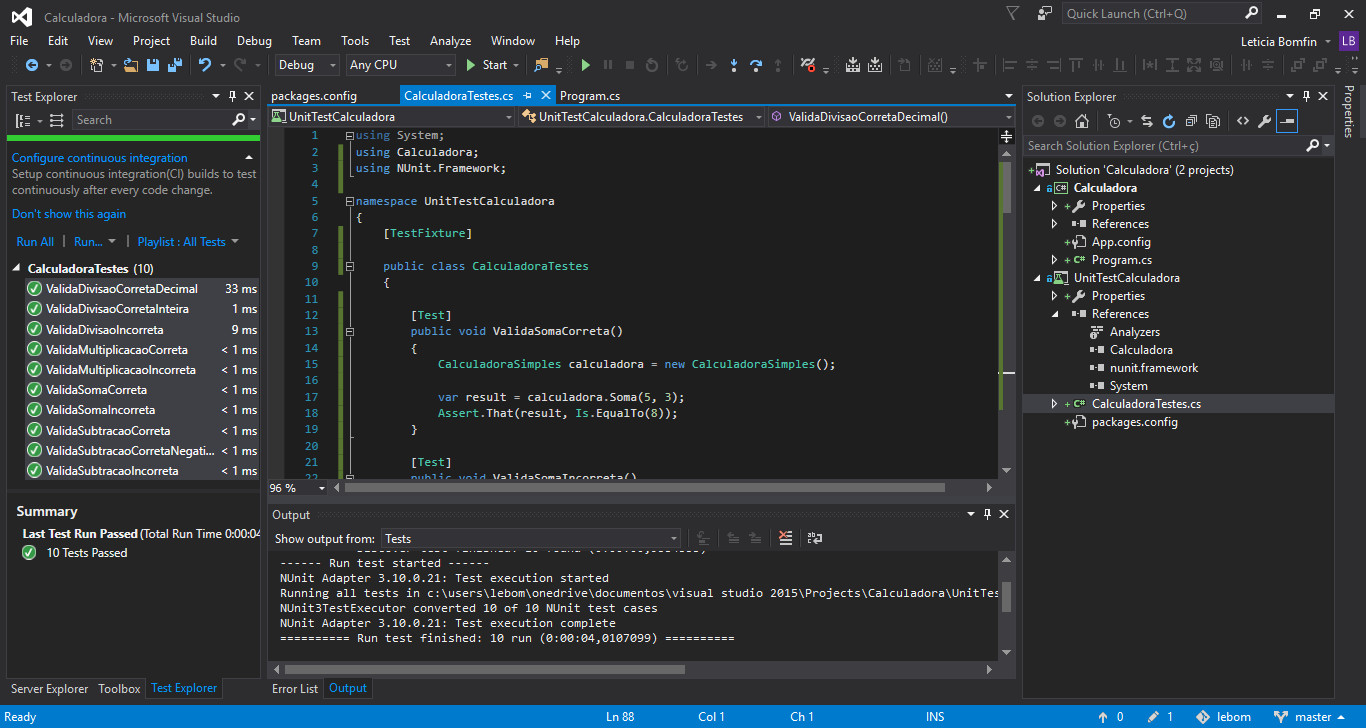 Calculadora - Microsoft Visual Studio
Quick Launch (Ctrl+Q)
File Edit View Project Build Debug Team Tools Test Analyze Window Help
Leticia Bomfin LB
Debug Any CPU Start
Test Explorer
Search
Configure continuous integration
Setup continuous integration(CI) builds to test
continuously after every code change.
Don't show this again
Run All | Run... | Playlist : All Tests
CalculadoraTestes (10)
ValidaDivisaoCorretaDecimal 33 ms
ValidaDivisaoCorretaInteira 1 ms
ValidaDivisaoIncorreta 9 ms
ValidaMultiplicacaoCorreta < 1 ms
ValidaMultiplicacaoIncorreta < 1 ms
ValidaSomaCorreta < 1 ms
ValidaSomaIncorreta < 1 ms
ValidaSubtracaoCorreta < 1 ms
ValidaSubtracaoCorretaNegati... < 1 ms
ValidaSubtracaoIncorreta < 1 ms
Summary
Last Test Run Passed (Total Run Time 0:00:04
10 Tests Passed
Server Explorer Toolbox Test Explorer
packages.config CalculadoraTestes.cs Program.cs
UnitTestCalculadora UnitTestCalculadora.CalculadoraTestes ValidaDivisaoCorretaDecimal()
1 using System;
2 using Calculadora;
3 using NUnit.Framework;
4
5 namespace UnitTestCalculadora
6 {
7 [TestFixture]
8
9 public class CalculadoraTestes
10 {
11
12 [Test]
13 public void ValidaSomaCorreta()
14 {
15 CalculadoraSimples calculadora = new CalculadoraSimples();
16
17 var result = calculadora.Soma(5, 3);
18 Assert.That(result, Is.EqualTo(8));
19 }
20
21 [Test]
22 public void ValidaSomaIncorreta()
96 %
Output
Show output from: Tests
------ Run test started ------
NUnit Adapter 3.10.0.21: Test execution started
Running all tests in c:\users\lebom\onedrive\documentos\visual studio 2015\Projects\Calculadora\UnitTes
NUnit3TestExecutor converted 10 of 10 NUnit test cases
NUnit Adapter 3.10.0.21: Test execution complete
========== Run test finished: 10 run (0:00:04,0107099) ==========
Error List Output
Solution Explorer
Search Solution Explorer (Ctrl+ç)
Solution 'Calculadora' (2 projects)
Calculadora
Properties
References
App.config
Program.cs
UnitTestCalculadora
Properties
References
Analyzers
Calculadora
nunit.framework
System
CalculadoraTestes.cs
packages.config
Properties
Ready Ln 88 Col 1 Ch 1 INS 0 1 lebom master